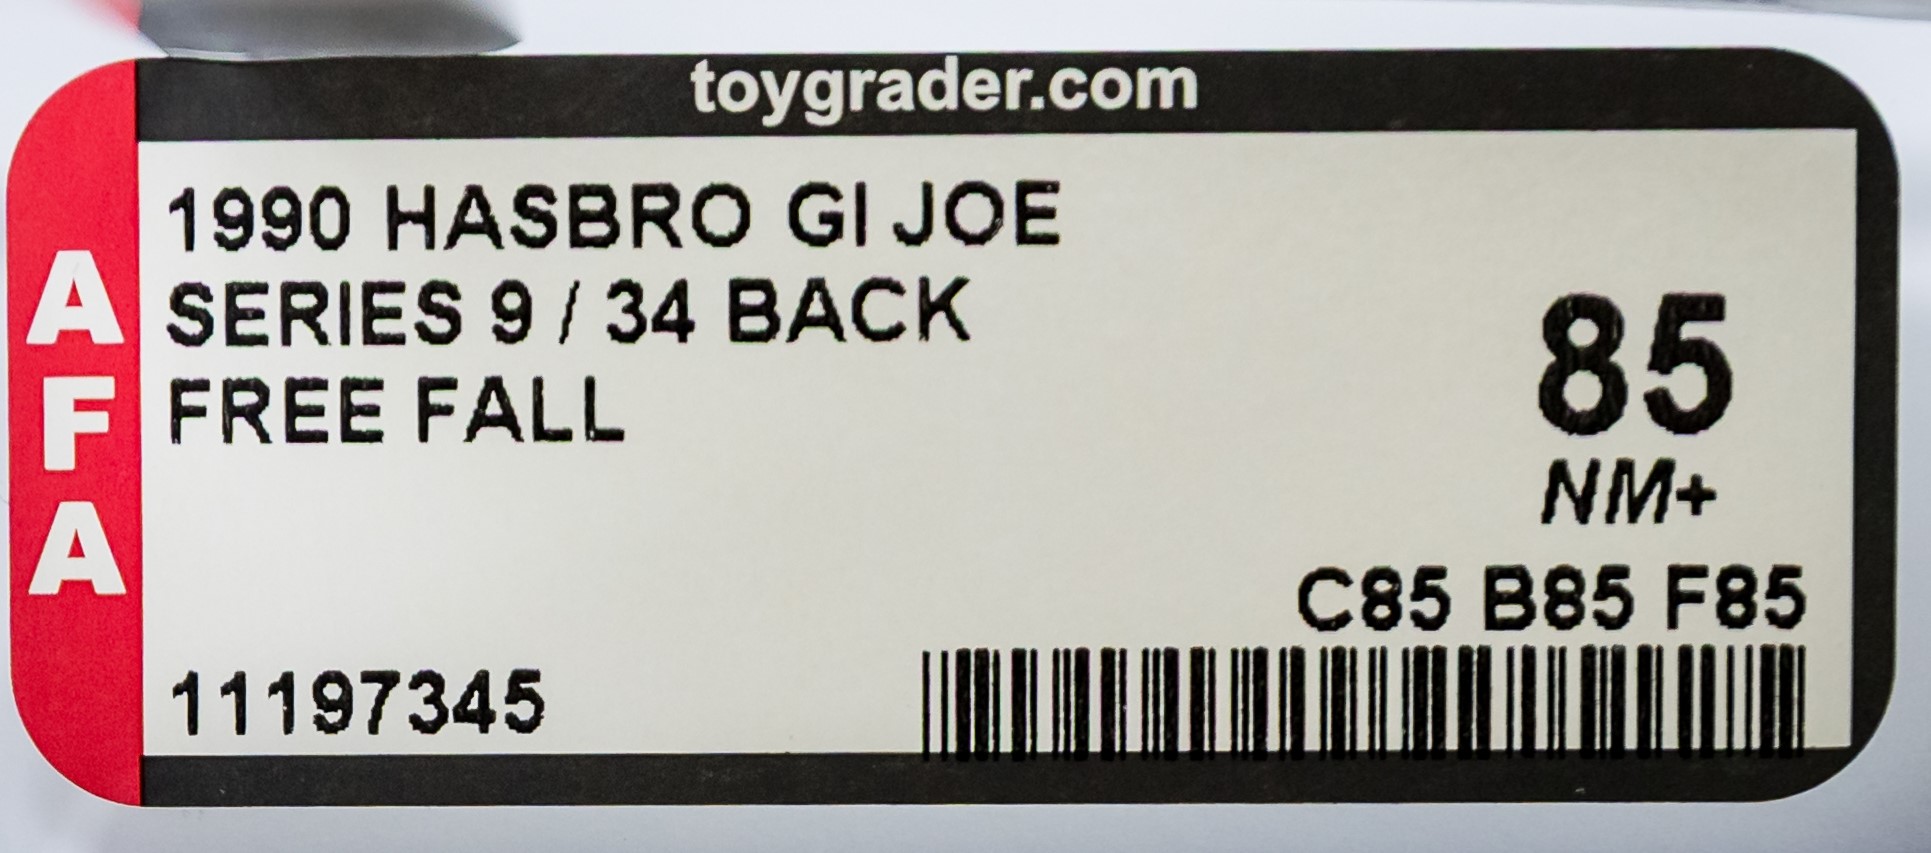 toygrader.com
AFA
1990 HASBRO GI JOE
SERIES 9 / 34 BACK
FREE FALL
85
NM+
C85 B85 F85
11197345